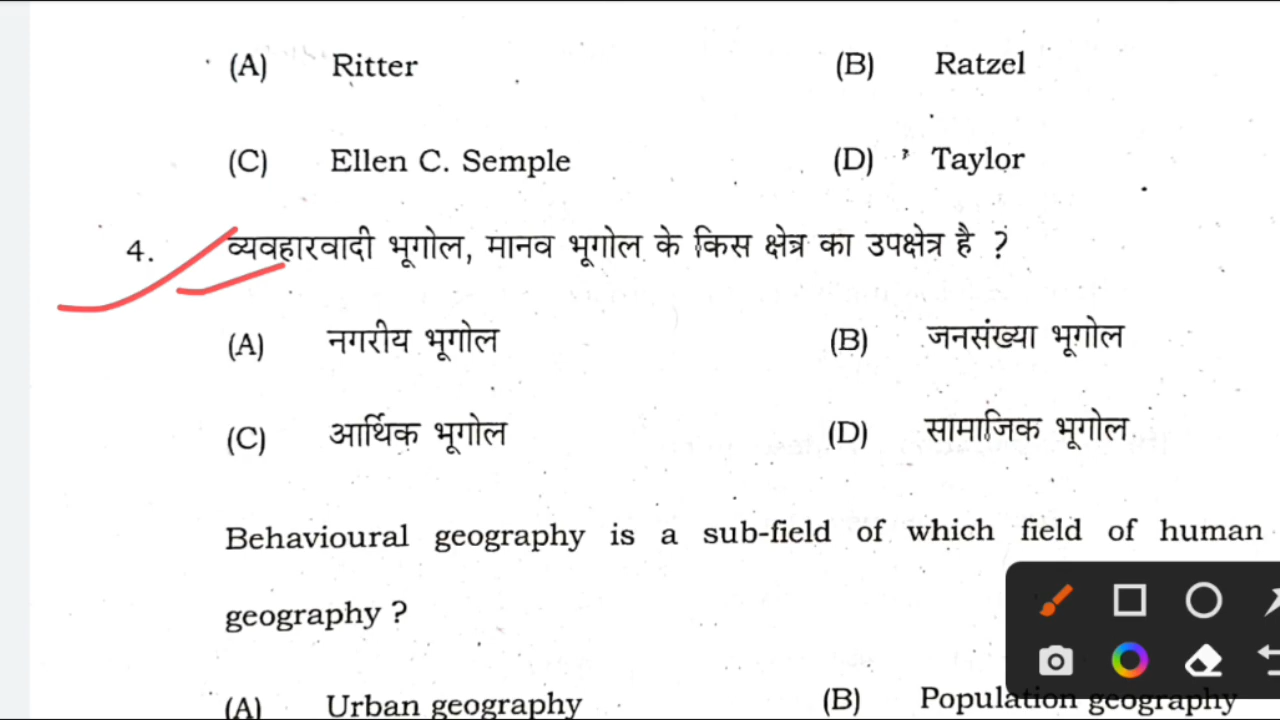 (A) Ritter (B) Ratzel
(C) Ellen C. Semple (D) Taylor
4. व्यवहारवादी भूगोल, मानव भूगोल के किस क्षेत्र का उपक्षेत्र है ?
(A) नगरीय भूगोल (B) जनसंख्या भूगोल
(C) आर्थिक भूगोल (D) सामाजिक भूगोल
Behavioural geography is a sub-field of which field of human
geography ?
(A) Urban geography (B) Population geography